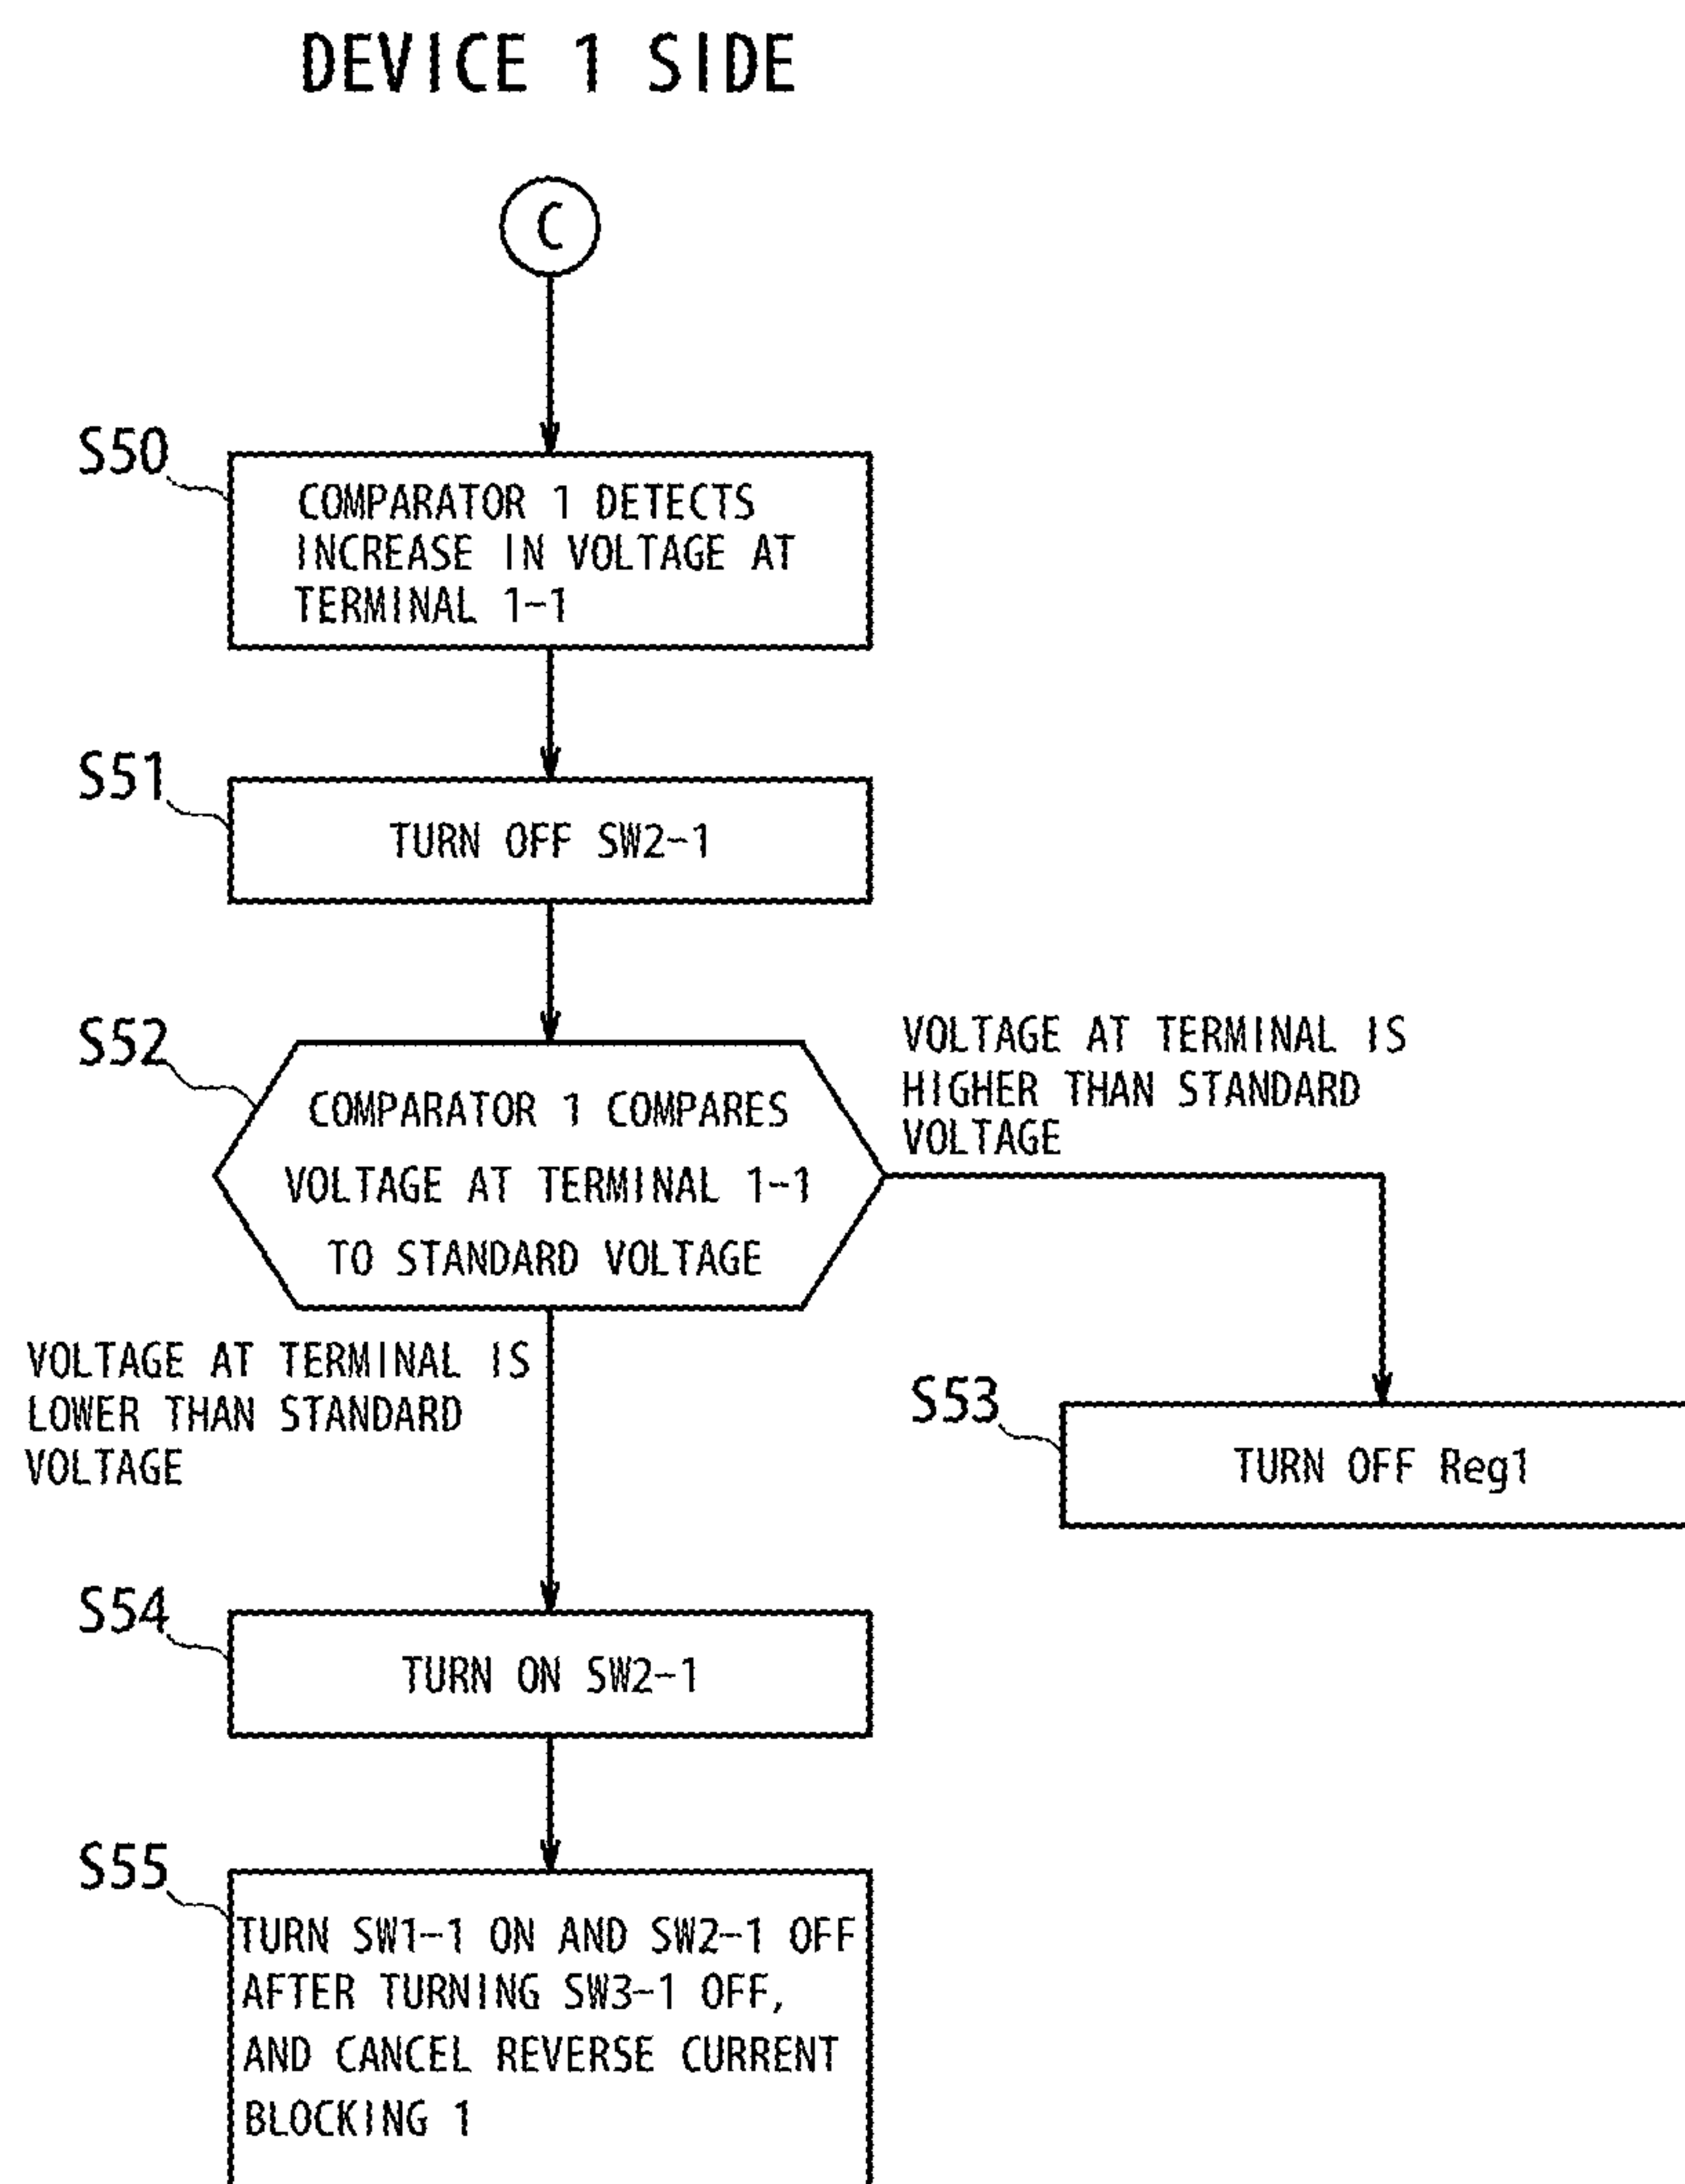 DEVICE 1 SIDE
C
S50
COMPARATOR 1 DETECTS
INCREASE IN VOLTAGE AT
TERMINAL 1-1
S51
TURN OFF SW2-1
S52
COMPARATOR 1 COMPARES
VOLTAGE AT TERMINAL 1-1
TO STANDARD VOLTAGE
VOLTAGE AT TERMINAL IS
HIGHER THAN STANDARD
VOLTAGE
VOLTAGE AT TERMINAL IS
LOWER THAN STANDARD
VOLTAGE
S53
TURN OFF Reg1
S54
TURN ON SW2-1
S55
TURN SW1-1 ON AND SW2-1 OFF
AFTER TURNING SW3-1 OFF,
AND CANCEL REVERSE CURRENT
BLOCKING 1